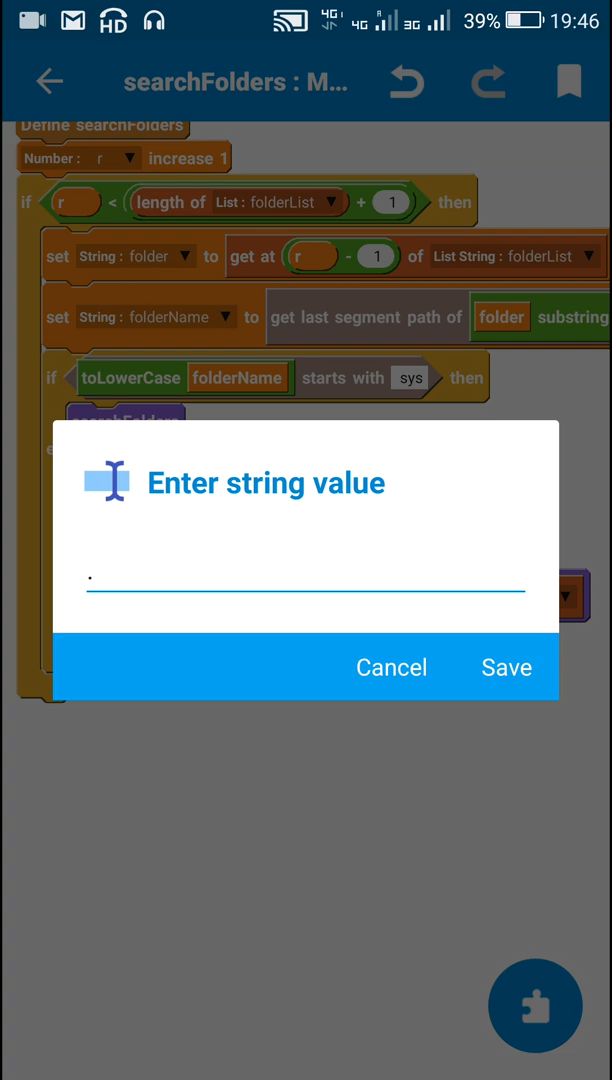 HD 4G 4G R 3G 39% 19:46
searchFolders : M...
Define searchFolders
Number : r ▼ increase 1
if r < length of List : folderList ▼ + 1 then
set String : folder ▼ to get at r - 1 of List String : folderList ▼
set String : folderName ▼ to get last segment path of folder substring
if toLowerCase folderName starts with sys then
searchFolders
e
Enter string value
.
▼
Cancel Save